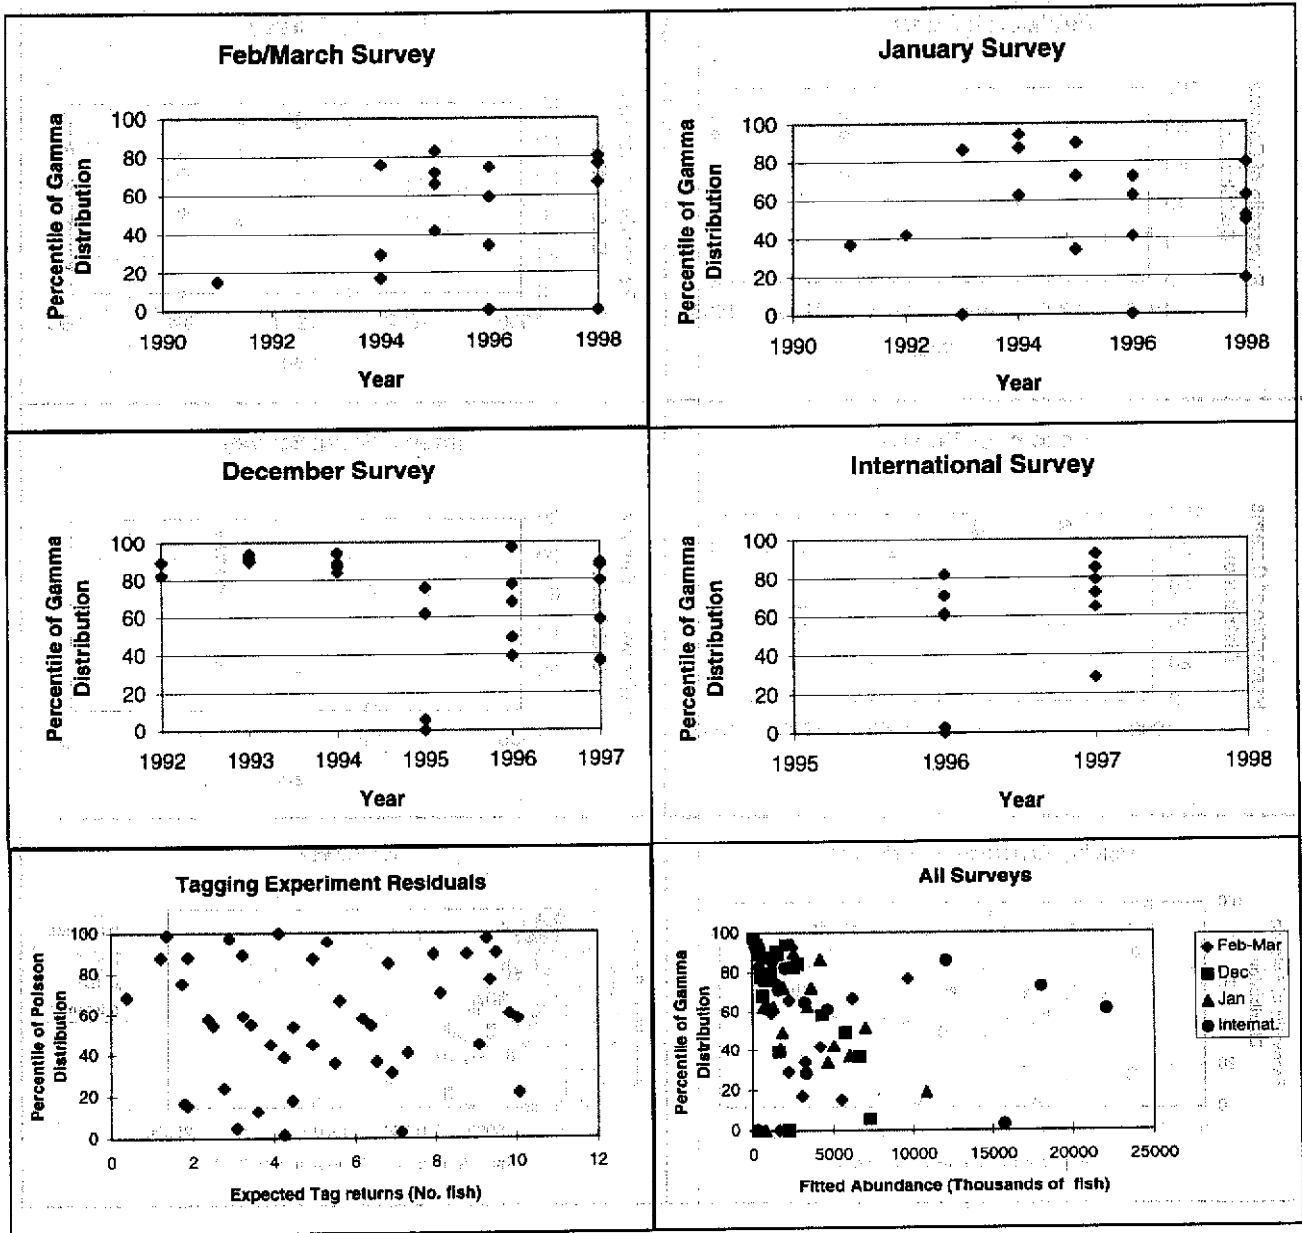 Feb/March Survey
Percentile of Gamma
Distribution
100
80
60
40
20
0
1990 1992 1994 1996 1998
Year
January Survey
Percentile of Gamma
Distribution
100
80
60
40
20
0
1990 1992 1994 1996 1998
Year
December Survey
Percentile of Gamma
Distribution
100
80
60
40
20
0
1992 1993 1994 1995 1996 1997
Year
International Survey
Percentile of Gamma
Distribution
100
80
60
40
20
0
1995 1996 1997 1998
Year
Tagging Experiment Residuals
Percentile of Poisson
Distribution
100
80
60
40
20
0
0 2 4 6 8 10 12
Expected Tag returns (No. fish)
All Surveys
Percentile of Gamma
Distribution
100
80
60
40
20
0
0 5000 10000 15000 20000 25000
Fitted Abundance (Thousands of fish)
Feb-Mar
Dec
Jan
Internat.